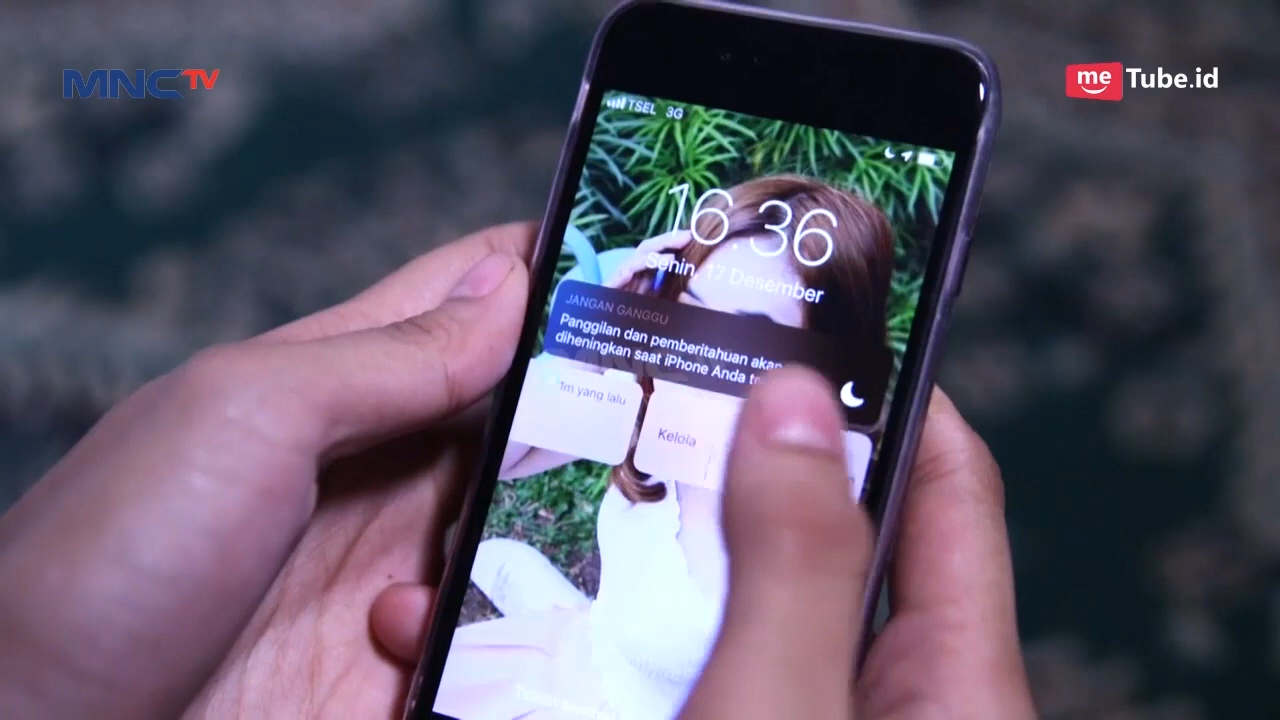 MNCTV
me Tube.id
TSEL 3G
16.36
Senin, 17 Desember
JANGAN GANGGU
Panggilan dan pemberitahuan akan
diheningkan saat iPhone Anda
1m yang lalu
Kelola
MNC